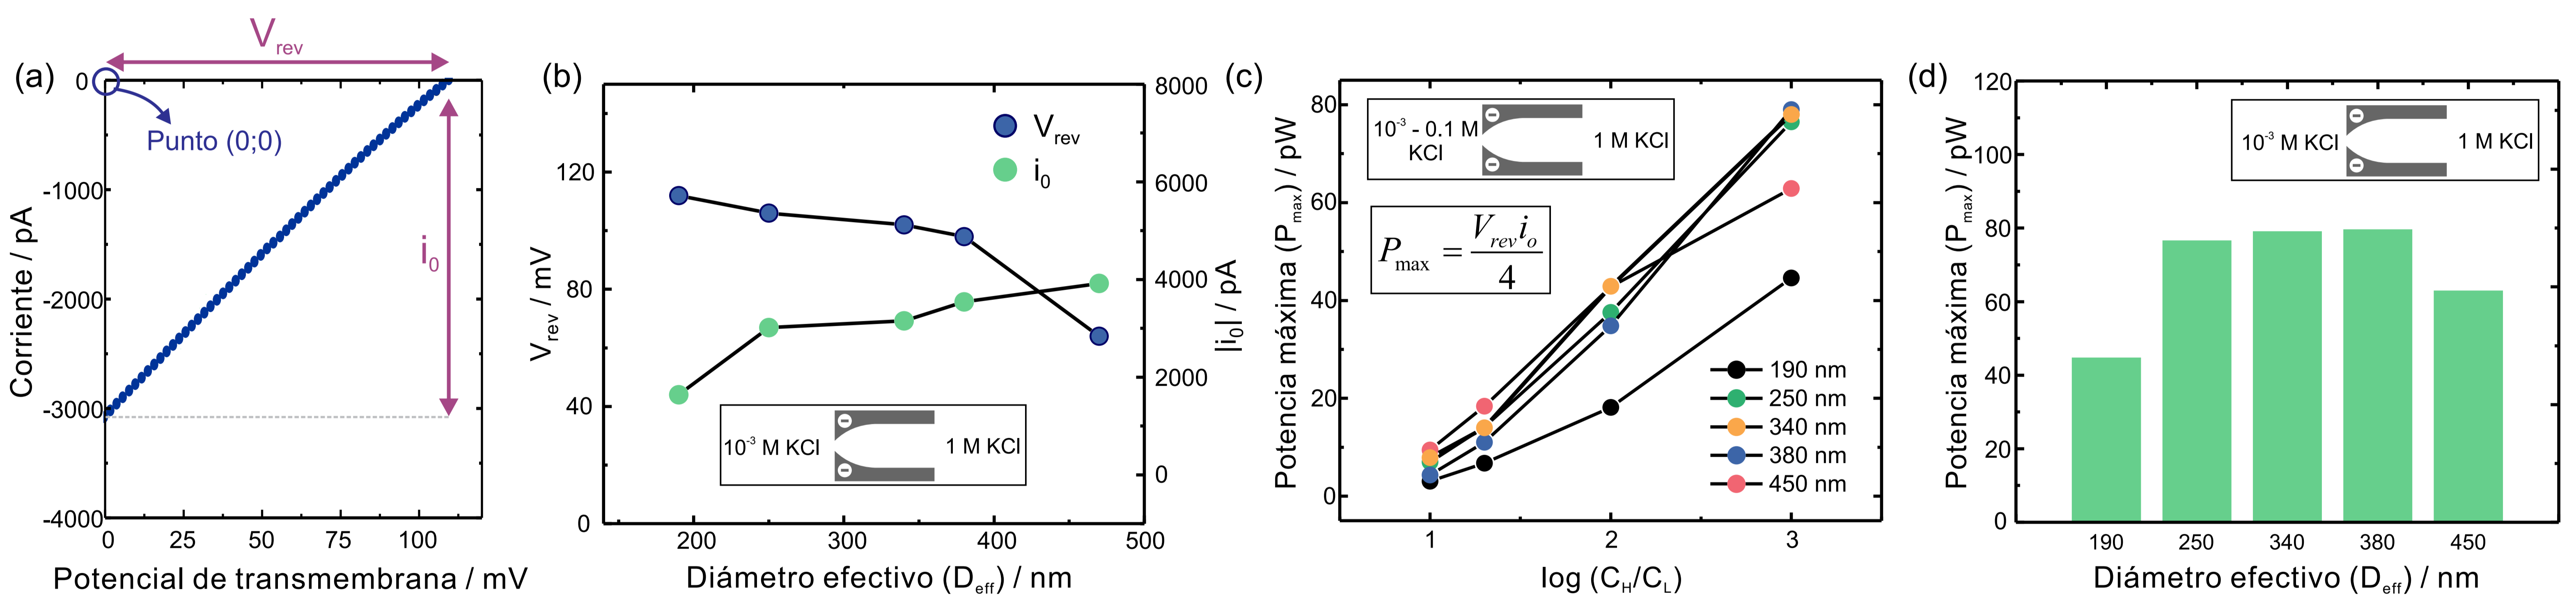 (a)
V_rev
0
-1000
-2000
-3000
-4000
Corriente / pA
Punto (0;0)
i_0
0 25 50 75 100
Potencial de transmembrana / mV
(b)
V_rev / mV
120
80
40
0
V_rev
i_0
10^-3 M KCl
1 M KCl
8000
6000
4000
2000
0
|i_0| / pA
200 300 400 500
Diámetro efectivo (D_eff) / nm
(c)
Potencia máxima (P_max) / pW
80
60
40
20
0
10^-3 - 0.1 M
KCl
1 M KCl
P_max = V_rev i_o / 4
190 nm
250 nm
340 nm
380 nm
450 nm
1 2 3
log (C_H/C_L)
(d)
Potencia máxima (P_max) / pW
120
100
80
60
40
20
0
10^-3 M KCl
1 M KCl
190 250 340 380 450
Diámetro efectivo (D_eff) / nm